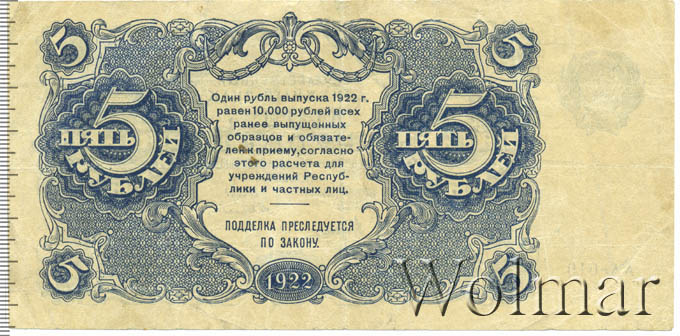 5 5
Один рубль выпуска 1922 г.
равен 10.000 рублей всех
ранее выпущенных
образцов и обязате-
лен к приему, согласно
этого расчета для
учреждений Респуб-
лики и частных лиц.
5 ПЯТЬ РУБЛЕЙ
5 ПЯТЬ РУБЛЕЙ
ПОДДЕЛКА ПРЕСЛЕДУЕТСЯ
ПО ЗАКОНУ.
5 1922 5
Wolmar